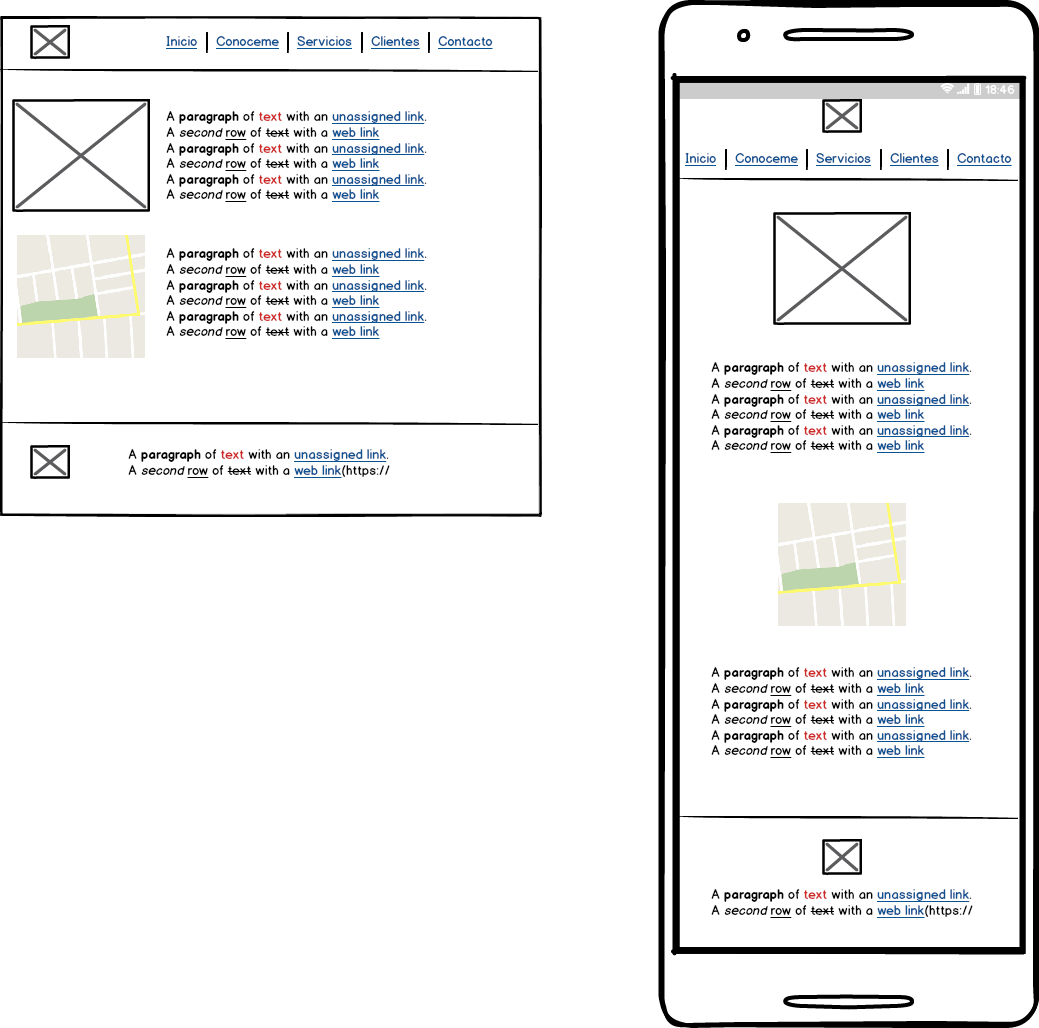 Inicio Conoceme Servicios Clientes Contacto
A paragraph of text with an unassigned link.
A second row of text with a web link
A paragraph of text with an unassigned link.
A second row of text with a web link
A paragraph of text with an unassigned link.
A second row of text with a web link
A paragraph of text with an unassigned link.
A second row of text with a web link
A paragraph of text with an unassigned link.
A second row of text with a web link
A paragraph of text with an unassigned link.
A second row of text with a web link
A paragraph of text with an unassigned link.
A second row of text with a web link(https://
18:46
Inicio Conoceme Servicios Clientes Contacto
A paragraph of text with an unassigned link.
A second row of text with a web link
A paragraph of text with an unassigned link.
A second row of text with a web link
A paragraph of text with an unassigned link.
A second row of text with a web link
A paragraph of text with an unassigned link.
A second row of text with a web link
A paragraph of text with an unassigned link.
A second row of text with a web link
A paragraph of text with an unassigned link.
A second row of text with a web link
A paragraph of text with an unassigned link.
A second row of text with a web link(https://